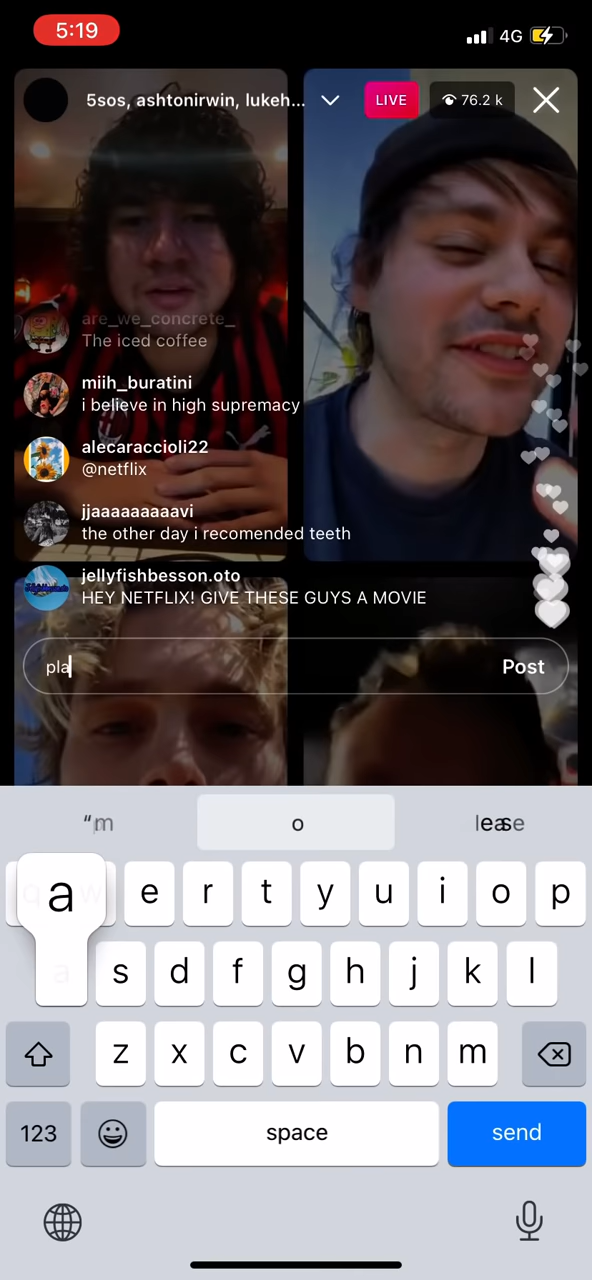 5:19
4G
5sos, ashtonirwin, lukeh...
LIVE
76.2 k
are_we_concrete_
The iced coffee
miih_buratini
i believe in high supremacy
alecaraccioli22
@netflix
jjaaaaaaaaavi
the other day i recomended teeth
jellyfishbesson.oto
HEY NETFLIX! GIVE THESE GUYS A MOVIE
pla
Post
a
q w e r t y u i o p
a s d f g h j k l
z x c v b n m
123
space
send